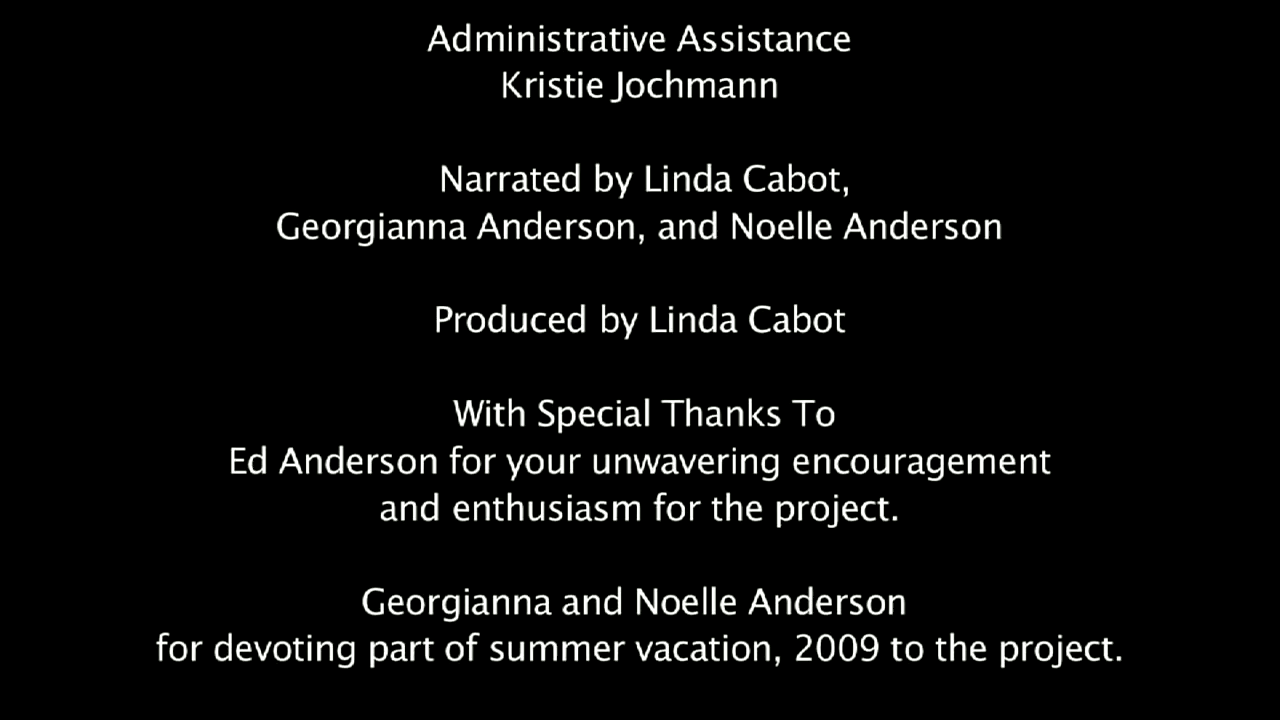 Administrative Assistance
Kristie Jochmann
Narrated by Linda Cabot,
Georgianna Anderson, and Noelle Anderson
Produced by Linda Cabot
With Special Thanks To
Ed Anderson for your unwavering encouragement
and enthusiasm for the project.
Georgianna and Noelle Anderson
for devoting part of summer vacation, 2009 to the project.